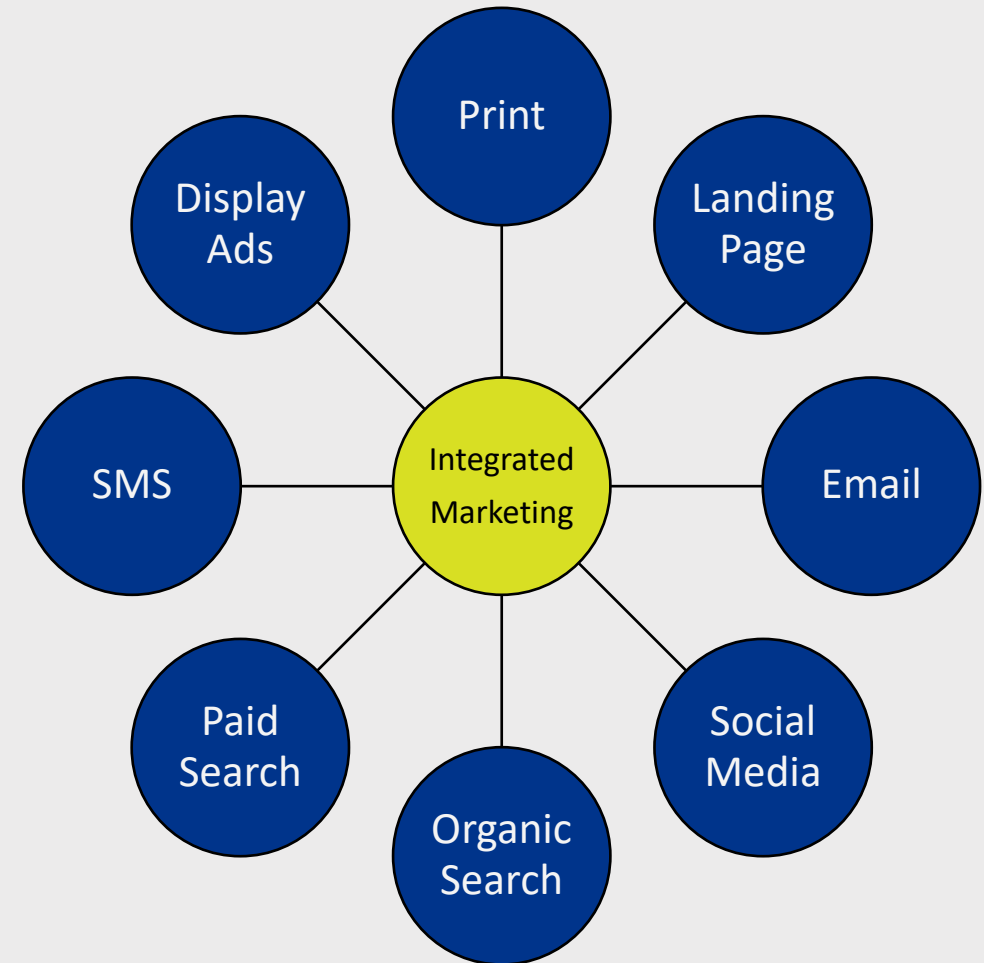 Print
Display
Ads
Landing
Page
SMS
Integrated
Marketing
Email
Paid
Search
Social
Media
Organic
Search